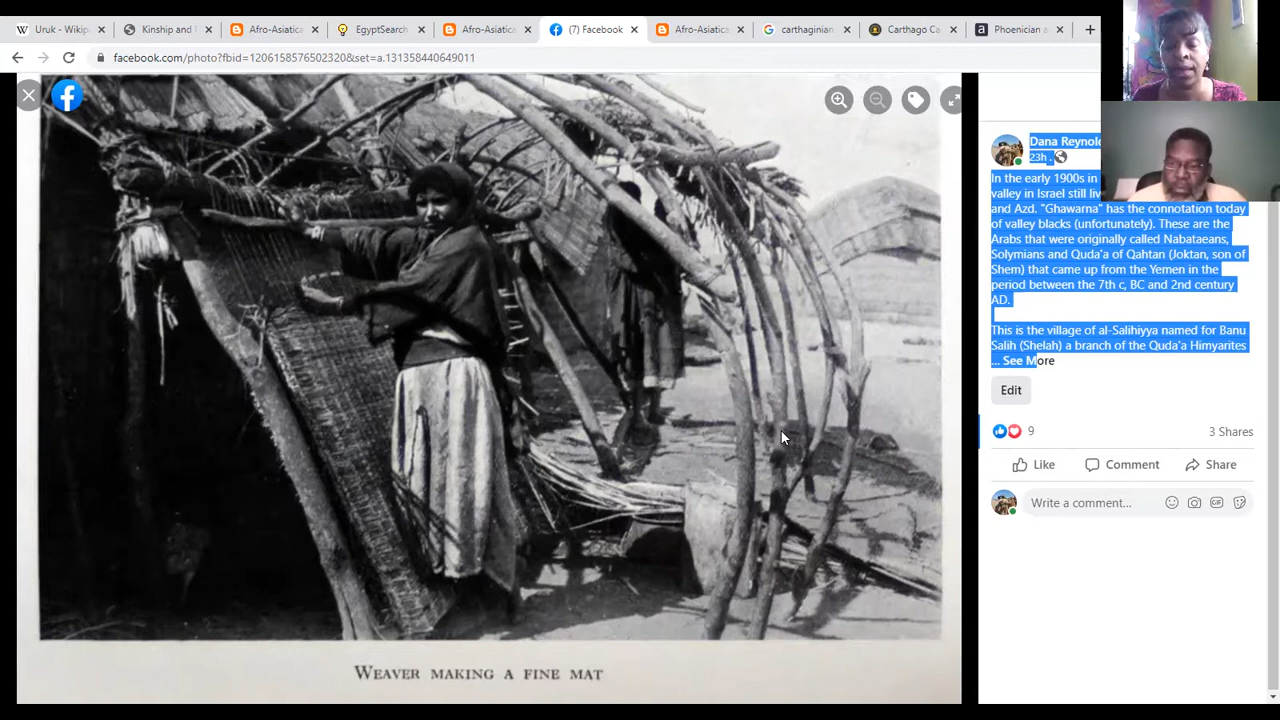 Uruk - Wikip
Kinship and
Afro-Asiatica
EgyptSearch
Afro-Asiatica
(7) Facebook
Afro-Asiatica
carthaginian
Carthago Ca
Phoenician a
facebook.com/photo?fbid=120615857650
2320&set=a.131358440649011
WEAVER MAKING A FINE MAT
Dana Reynol
23h ·
In the early 1900s in
valley in Israel still liv
and Azd. "Ghawarna" has the connotation today
of valley blacks (unfortunately). These are the
Arabs that were originally called Nabataeans,
Solymians and Quda'a of Qahtan (Joktan, son of
Shem) that came up from the Yemen in the
period between the 7th c, BC and 2nd century
AD.
This is the village of al-Salihiyya named for Banu
Salih (Shelah) a branch of the Quda'a Himyarites
... See More
Edit
9
3 Shares
Like
Comment
Share
Write a comment...